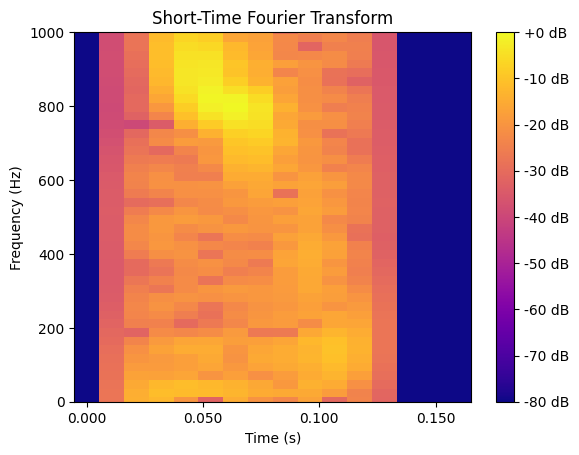 Short-Time Fourier Transform
1000
800
600
400
200
0
Frequency (Hz)
0.000
0.050
0.100
0.150
Time (s)
+0 dB
-10 dB
-20 dB
-30 dB
-40 dB
-50 dB
-60 dB
-70 dB
-80 dB